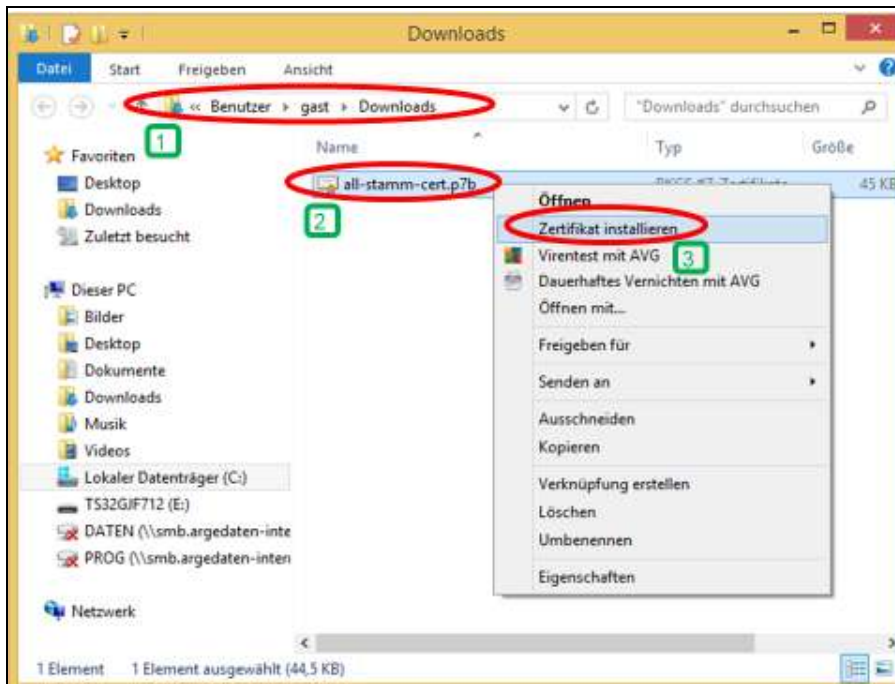 Downloads
Datei Start Freigeben Ansicht
« Benutzer gast Downloads "Downloads" durchsuchen
1
Name Typ Größe
Favoriten
Desktop
Downloads
Zuletzt besucht
all-stamm-cert.p7b PKCS #7-Zertifikate 45 KB
2
Öffnen
Zertifikat installieren
3
Virentest mit AVG
Dauerhaftes Vernichten mit AVG
Öffnen mit...
Freigeben für
Senden an
Ausschneiden
Kopieren
Verknüpfung erstellen
Löschen
Umbenennen
Eigenschaften
Dieser PC
Bilder
Desktop
Dokumente
Downloads
Musik
Videos
Lokaler Datenträger (C:)
TS32GJF712 (E:)
DATEN (\\smb.argedaten-inte
PROG (\\smb.argedaten-inten
Netzwerk
1 Element 1 Element ausgewählt (44,5 KB)